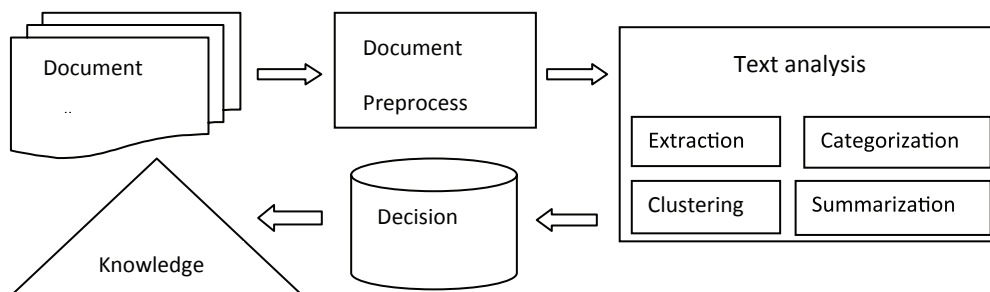 Document
Document
Preprocess
Text analysis
Extraction
Categorization
Clustering
Summarization
Decision
Knowledge